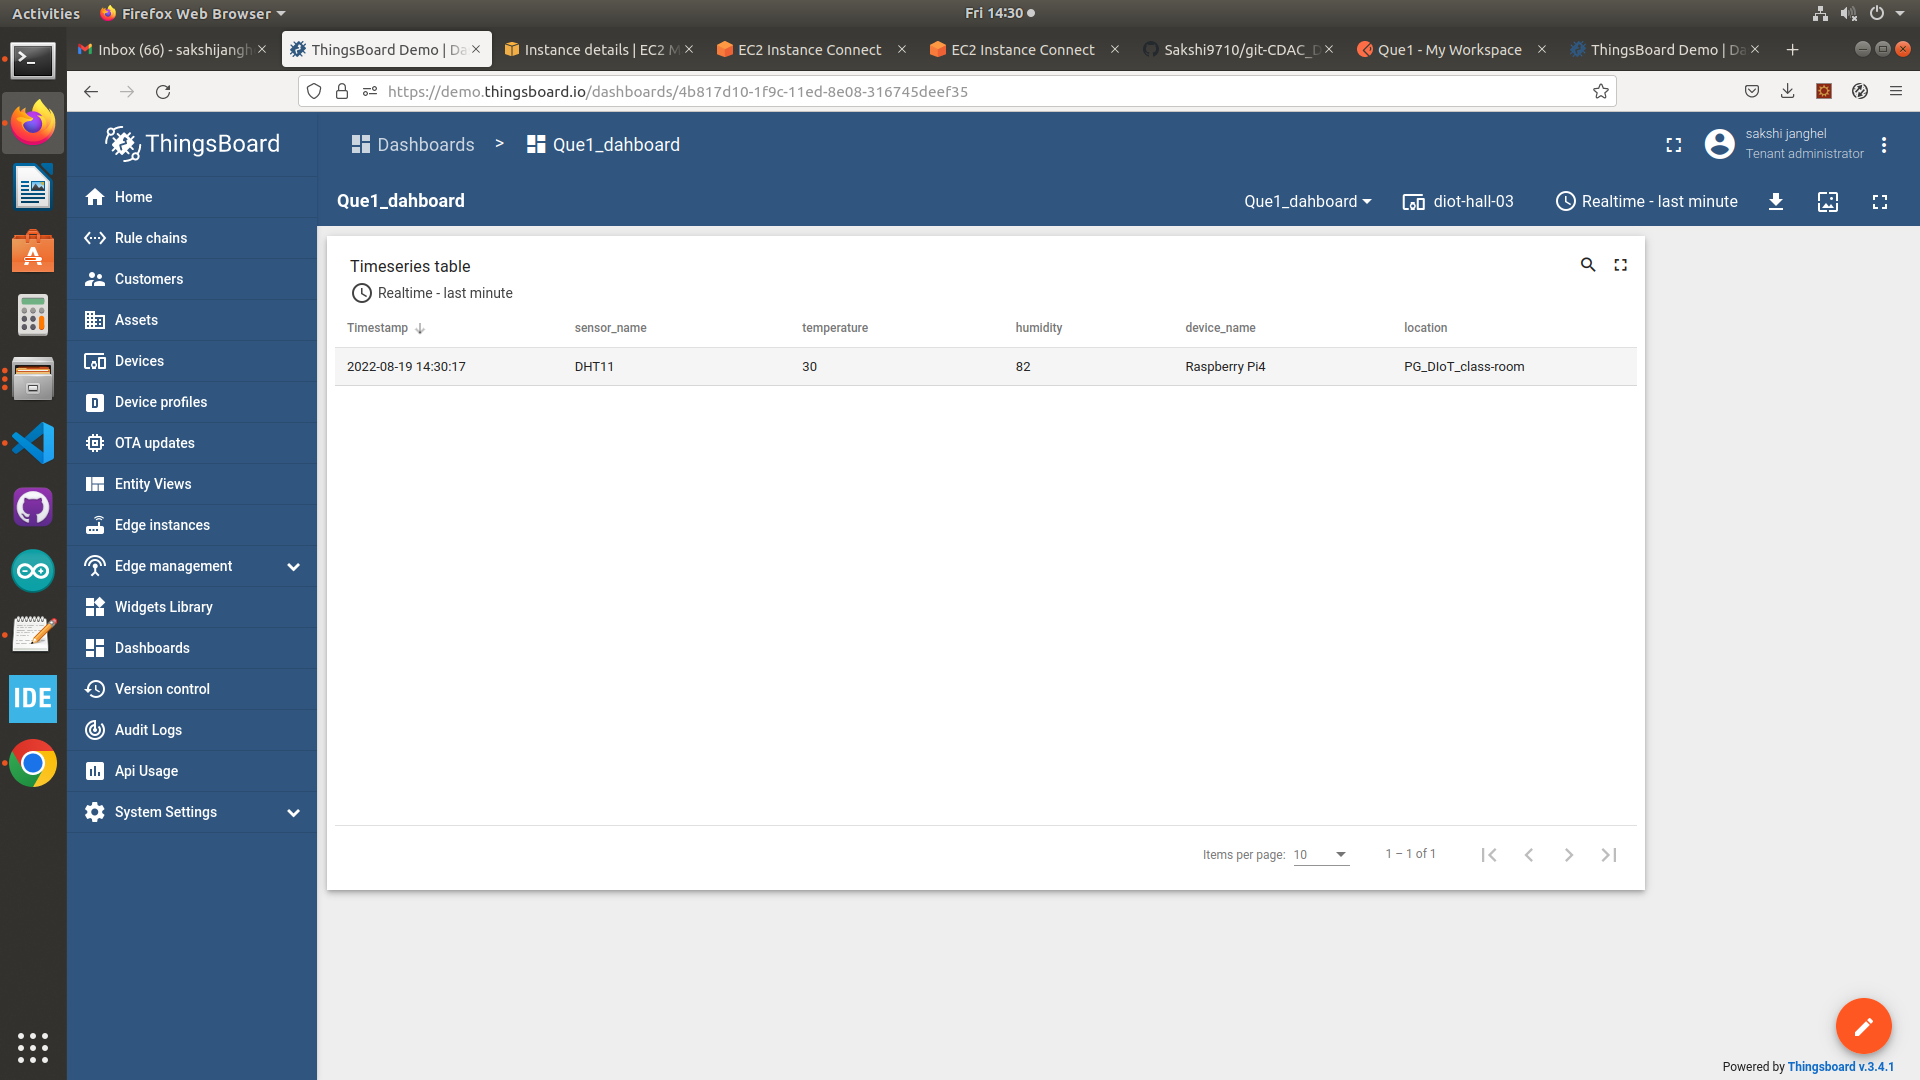 Activities Firefox Web Browser Fri 14:30
Inbox (66) - sakshijangh ThingsBoard Demo | Da Instance details | EC2 M EC2 Instance Connect EC2 Instance Connect Sakshi9710/git-CDAC_D Que1 - My Workspace ThingsBoard Demo | Da
https://demo.thingsboard.io/dashboards/4b817d10-1f9c-11ed-8e08-316745deef35
ThingsBoard
Dashboards > Que1_dahboard
sakshi janghel
Tenant administrator
Que1_dahboard Que1_dahboard diot-hall-03 Realtime - last minute
Home
Rule chains
Customers
Assets
Devices
Device profiles
OTA updates
Entity Views
Edge instances
Edge management
Widgets Library
Dashboards
Version control
Audit Logs
Api Usage
System Settings
IDE
Timeseries table
Realtime - last minute
Timestamp sensor_name temperature humidity device_name location
2022-08-19 14:30:17 DHT11 30 82 Raspberry Pi4 PG_DIoT_class-room
Items per page: 10 1 – 1 of 1
Powered by Thingsboard v.3.4.1